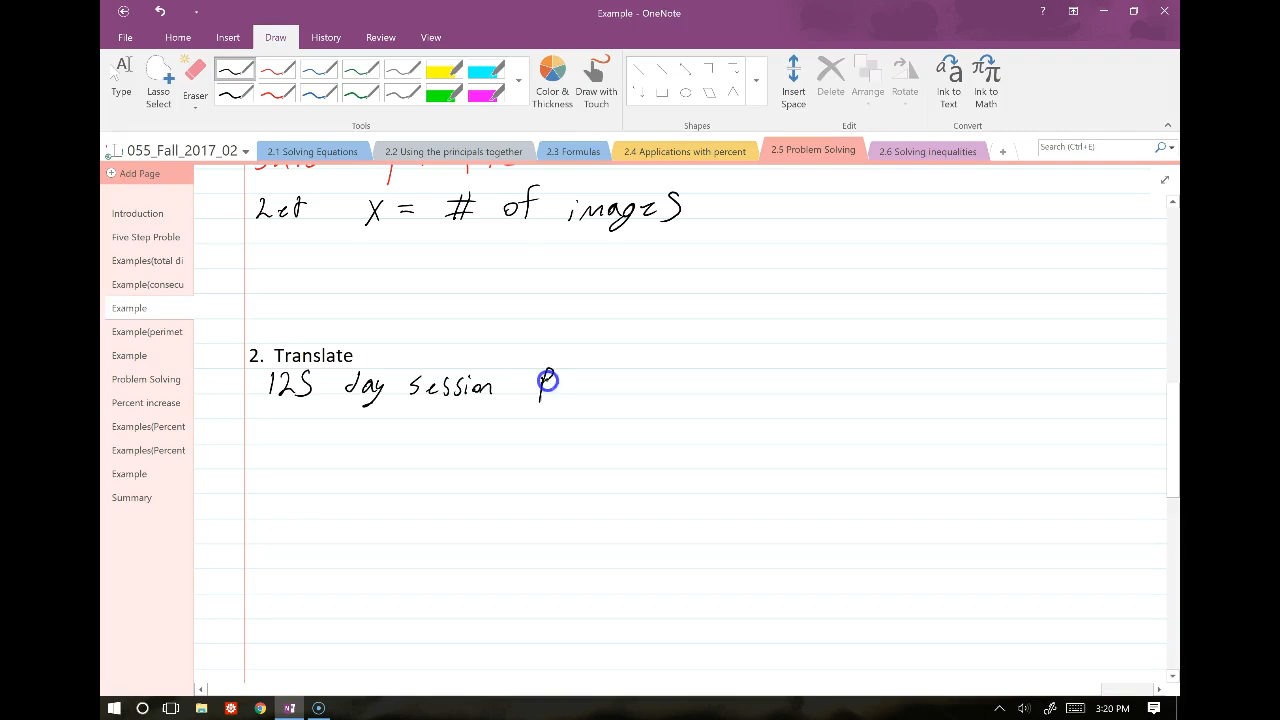 Example - OneNote
?
File Home Insert Draw History Review View
Type
Lasso Select
Eraser
Color & Thickness
Draw with Touch
Insert Space
Delete
Arrange
Rotate
Ink to Text
Ink to Math
Tools
Shapes
Edit
Convert
055_Fall_2017_02
2.1 Solving Equations
2.2 Using the principals together
2.3 Formulas
2.4 Applications with percent
2.5 Problem Solving
2.6 Solving inequalities
Search (Ctrl+E)
Add Page
Introduction
Five Step Proble
Examples(total di
Example(consecu
Example
Example(perimet
Example
Problem Solving
Percent increase
Examples(Percent
Examples(Percent
Example
Summary
Let x = # of images
2. Translate
125 day session P
3:20 PM